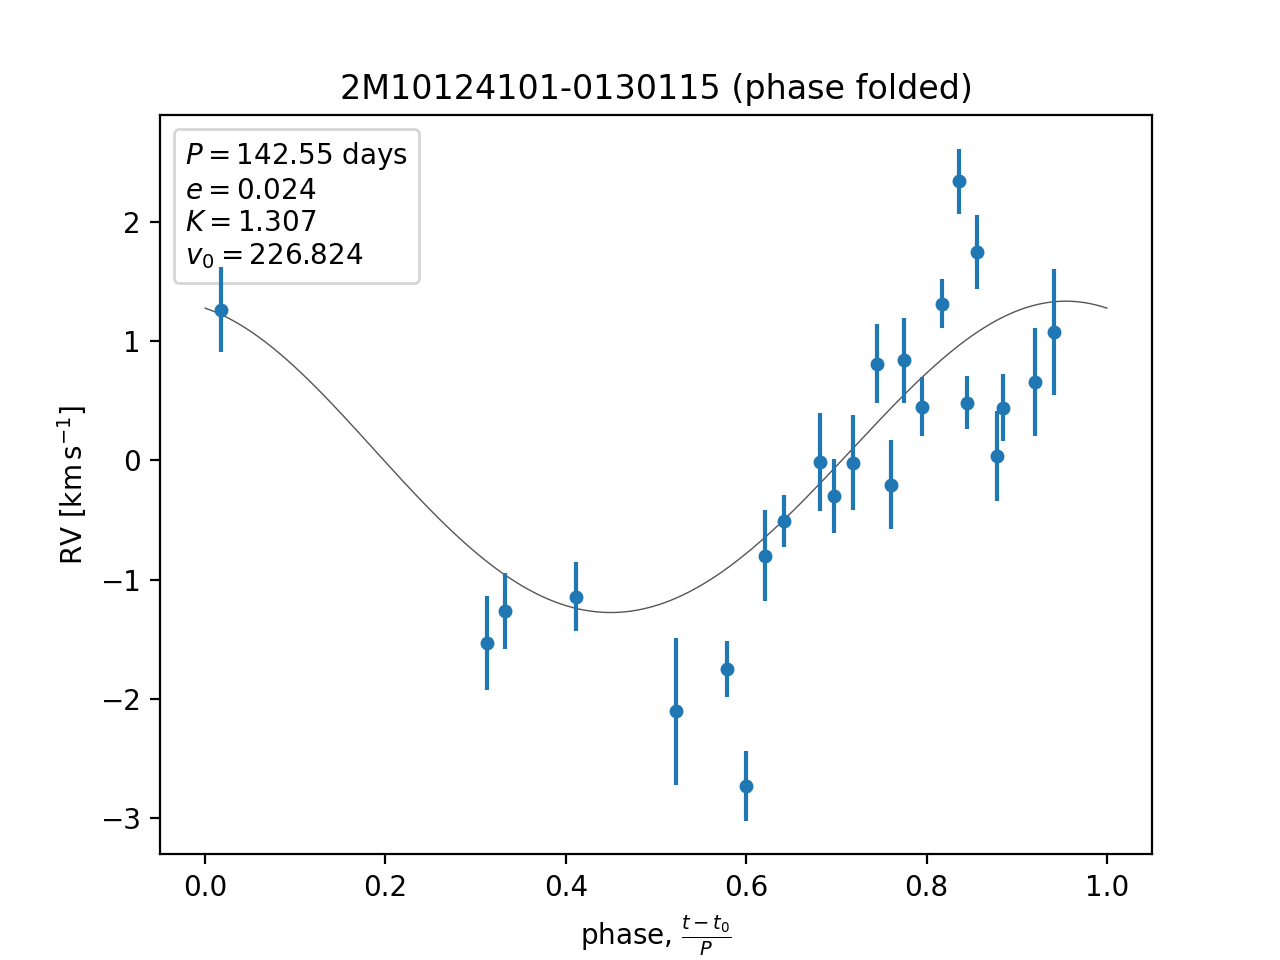 2M10124101-0130115 (phase folded)
P = 142.55 days
e = 0.024
K = 1.307
v₀ = 226.824
RV [km s⁻¹]
2
1
0
−1
−2
−3
0.0 0.2 0.4 0.6 0.8 1.0
phase, (t − t₀)/P